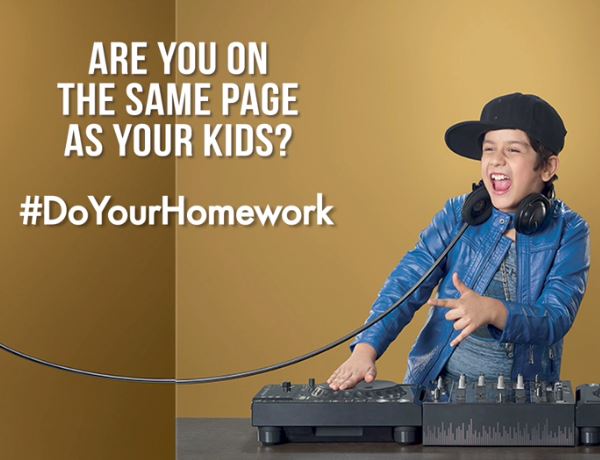 ARE YOU ON
THE SAME PAGE
AS YOUR KIDS?
#DoYourHomework